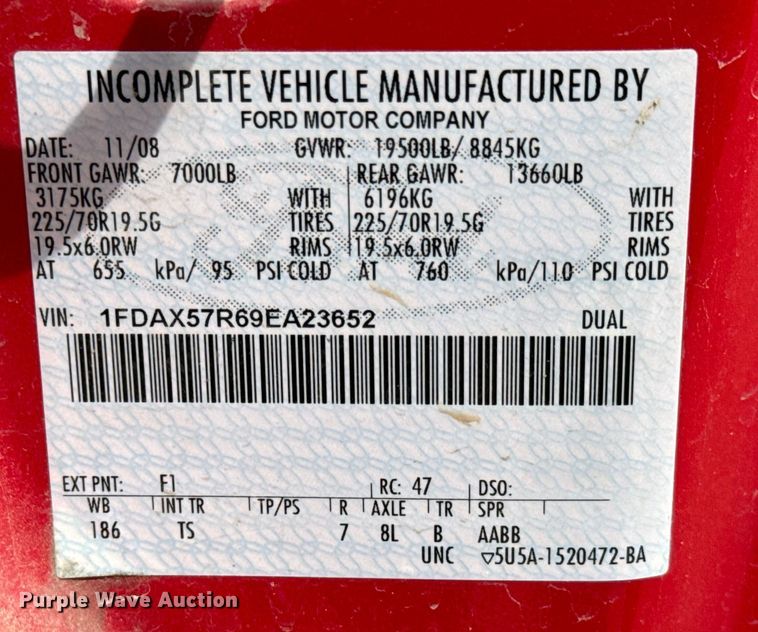 INCOMPLETE VEHICLE MANUFACTURED BY
FORD MOTOR COMPANY
DATE: 11/08 GVWR: 19500LB/ 8845KG
FRONT GAWR: 7000LB REAR GAWR: 13660LB
3175KG WITH 6196KG WITH
225/70R19.5G TIRES 225/70R19.5G TIRES
19.5x6.0RW RIMS 19.5x6.0RW RIMS
AT 655 kPa/ 95 PSI COLD AT 760 kPa/110 PSI COLD
VIN: 1FDAX57R69EA23652 DUAL
EXT PNT: F1 RC: 47 DSO:
WB INT TR TP/PS R AXLE TR SPR
186 TS 7 8L B AABB
UNC ▽5U5A-1520472-BA
Purple Wave Auction